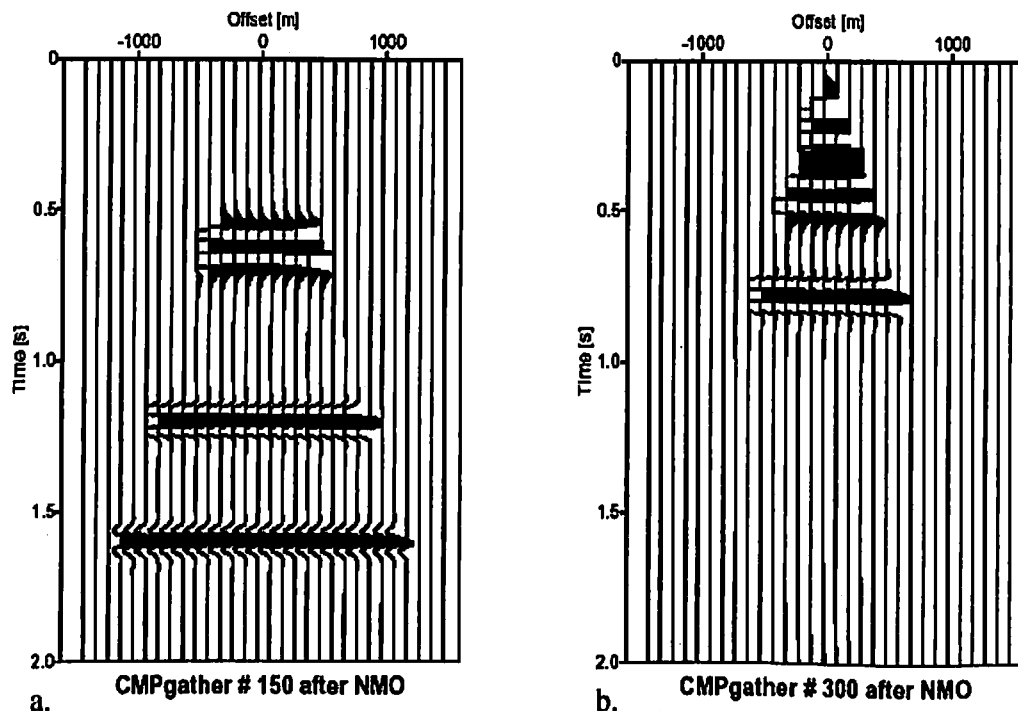 Offset [m]
-1000 0 1000
0
0.5
1.0
1.5
2.0
Time [s]
CMPgather # 150 after NMO
a.
Offset [m]
-1000 0 1000
0
0.5
1.0
1.5
2.0
Time [s]
CMPgather # 300 after NMO
b.